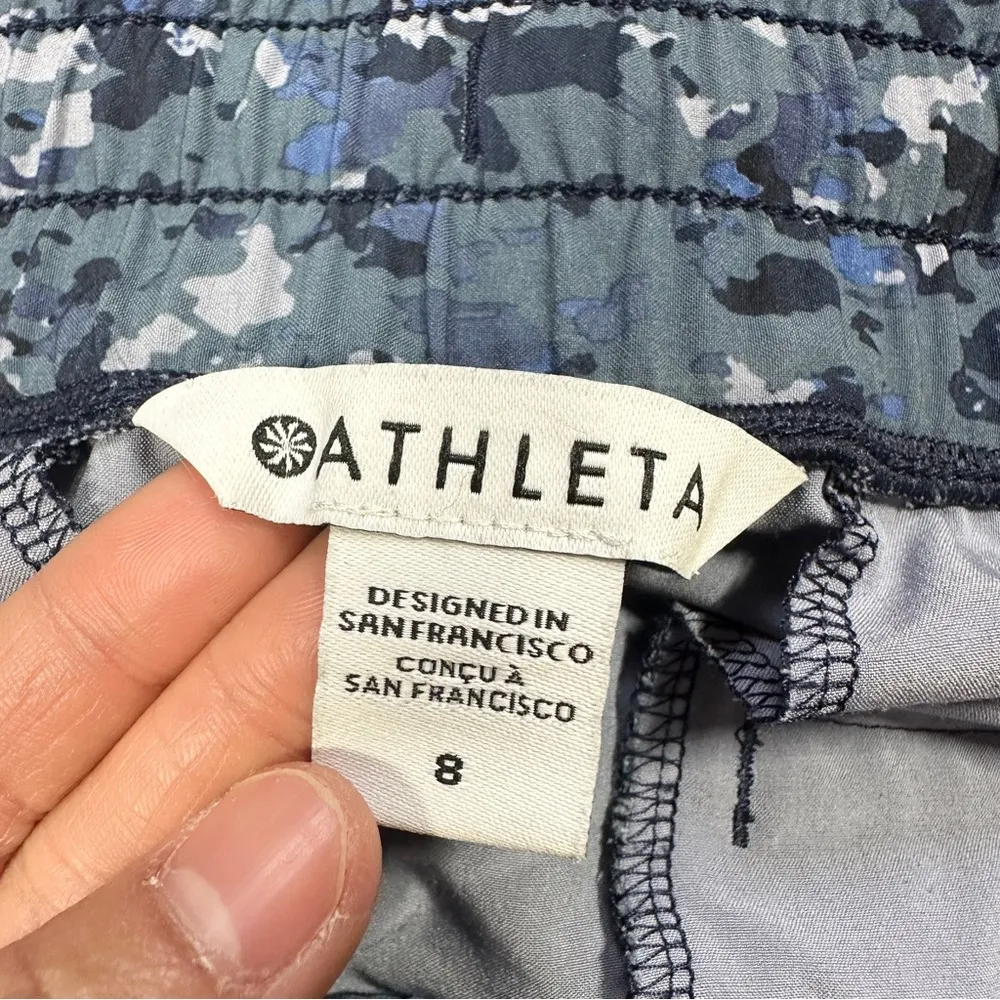 ATHLETA
DESIGNED IN
SAN FRANCISCO
CONÇU À
SAN FRANCISCO
8